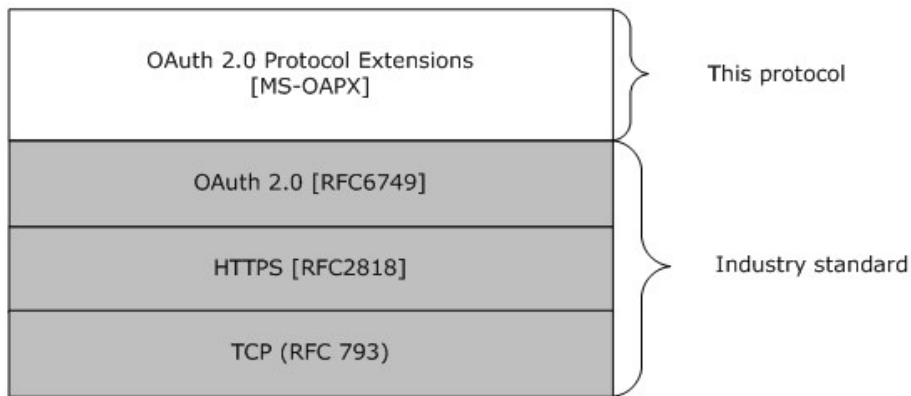 OAuth 2.0 Protocol Extensions
[MS-OAPX]
This protocol
OAuth 2.0 [RFC6749]
HTTPS [RFC2818]
Industry standard
TCP (RFC 793)